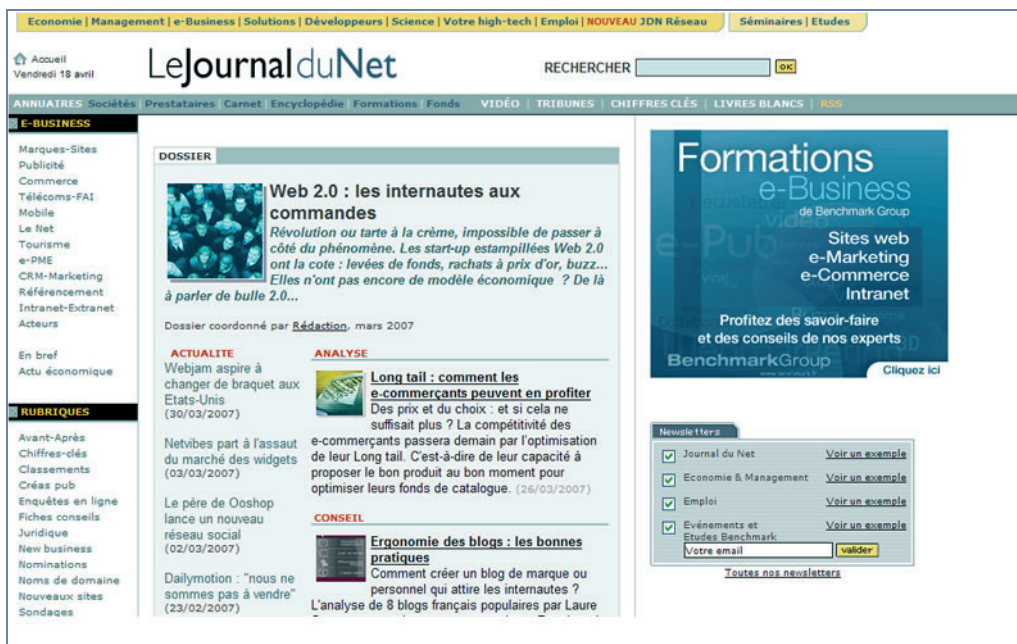 Economie | Management | e-Business | Solutions | Développeurs | Science | Votre high-tech | Emploi | NOUVEAU JDN Réseau
Séminaires | Etudes
Accueil
Vendredi 18 avril
LeJournalduNet
RECHERCHER
OK
ANNUAIRES Sociétés | Prestataires | Carnet | Encyclopédie | Formations | Fonds VIDÉO | TRIBUNES | CHIFFRES CLÉS | LIVRES BLANCS | RSS
E-BUSINESS
Marques-Sites
Publicité
Commerce
Télécoms-FAI
Mobile
Le Net
Tourisme
e-PME
CRM-Marketing
Référencement
Intranet-Extranet
Acteurs
En bref
Actu économique
RUBRIQUES
Avant-Après
Chiffres-clés
Classements
Créas pub
Enquêtes en ligne
Fiches conseils
Juridique
New business
Nominations
Noms de domaine
Nouveaux sites
Sondages
DOSSIER
Web 2.0 : les internautes aux
commandes
Révolution ou tarte à la crème, impossible de passer à
côté du phénomène. Les start-up estampillées Web 2.0
ont la cote : levées de fonds, rachats à prix d'or, buzz...
Elles n'ont pas encore de modèle économique ? De là
à parler de bulle 2.0...
Dossier coordonné par Rédaction, mars 2007
ACTUALITE
Webjam aspire à
changer de braquet aux
Etats-Unis
(30/03/2007)
Netvibes part à l'assaut
du marché des widgets
(03/03/2007)
Le père de Ooshop
lance un nouveau
réseau social
(02/03/2007)
Dailymotion : "nous ne
sommes pas à vendre"
(23/02/2007)
ANALYSE
Long tail : comment les
e-commerçants peuvent en profiter
Des prix et du choix : et si cela ne
suffisait plus ? La compétitivité des
e-commerçants passera demain par l'optimisation
de leur Long tail. C'est-à-dire de leur capacité à
proposer le bon produit au bon moment pour
optimiser leurs fonds de catalogue. (26/03/2007)
CONSEIL
Ergonomie des blogs : les bonnes
pratiques
Comment créer un blog de marque ou
personnel qui attire les internautes ?
L'analyse de 8 blogs français populaires par Laure
Formations
e-Business
de Benchmark Group
Sites web
e-Marketing
e-Commerce
Intranet
Profitez des savoir-faire
et des conseils de nos experts
BenchmarkGroup
www.benchmark.fr
Cliquez ici
Newsletters
Journal du Net Voir un exemple
Economie & Management Voir un exemple
Emploi Voir un exemple
Evénements et Voir un exemple
Etudes Benchmark
Votre email
valider
Toutes nos newsletters